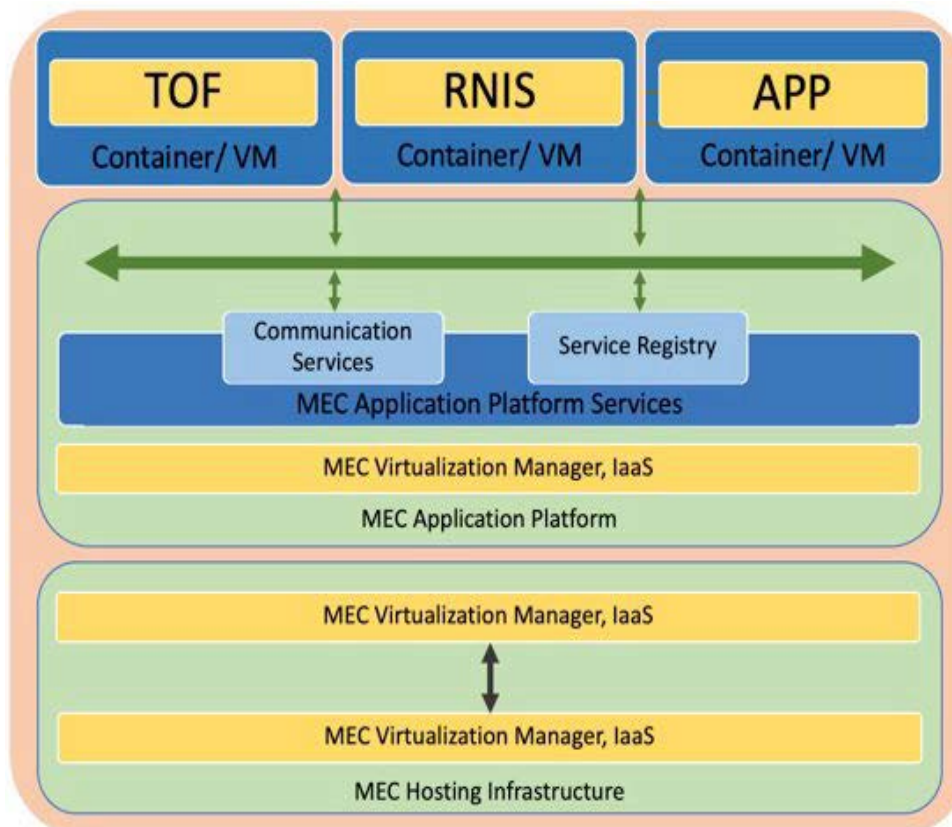 TOF
RNIS
APP
Container/ VM
Container/ VM
Container/ VM
Communication
Services
Service Registry
MEC Application Platform Services
MEC Virtualization Manager, IaaS
MEC Application Platform
MEC Virtualization Manager, IaaS
MEC Virtualization Manager, IaaS
MEC Hosting Infrastructure